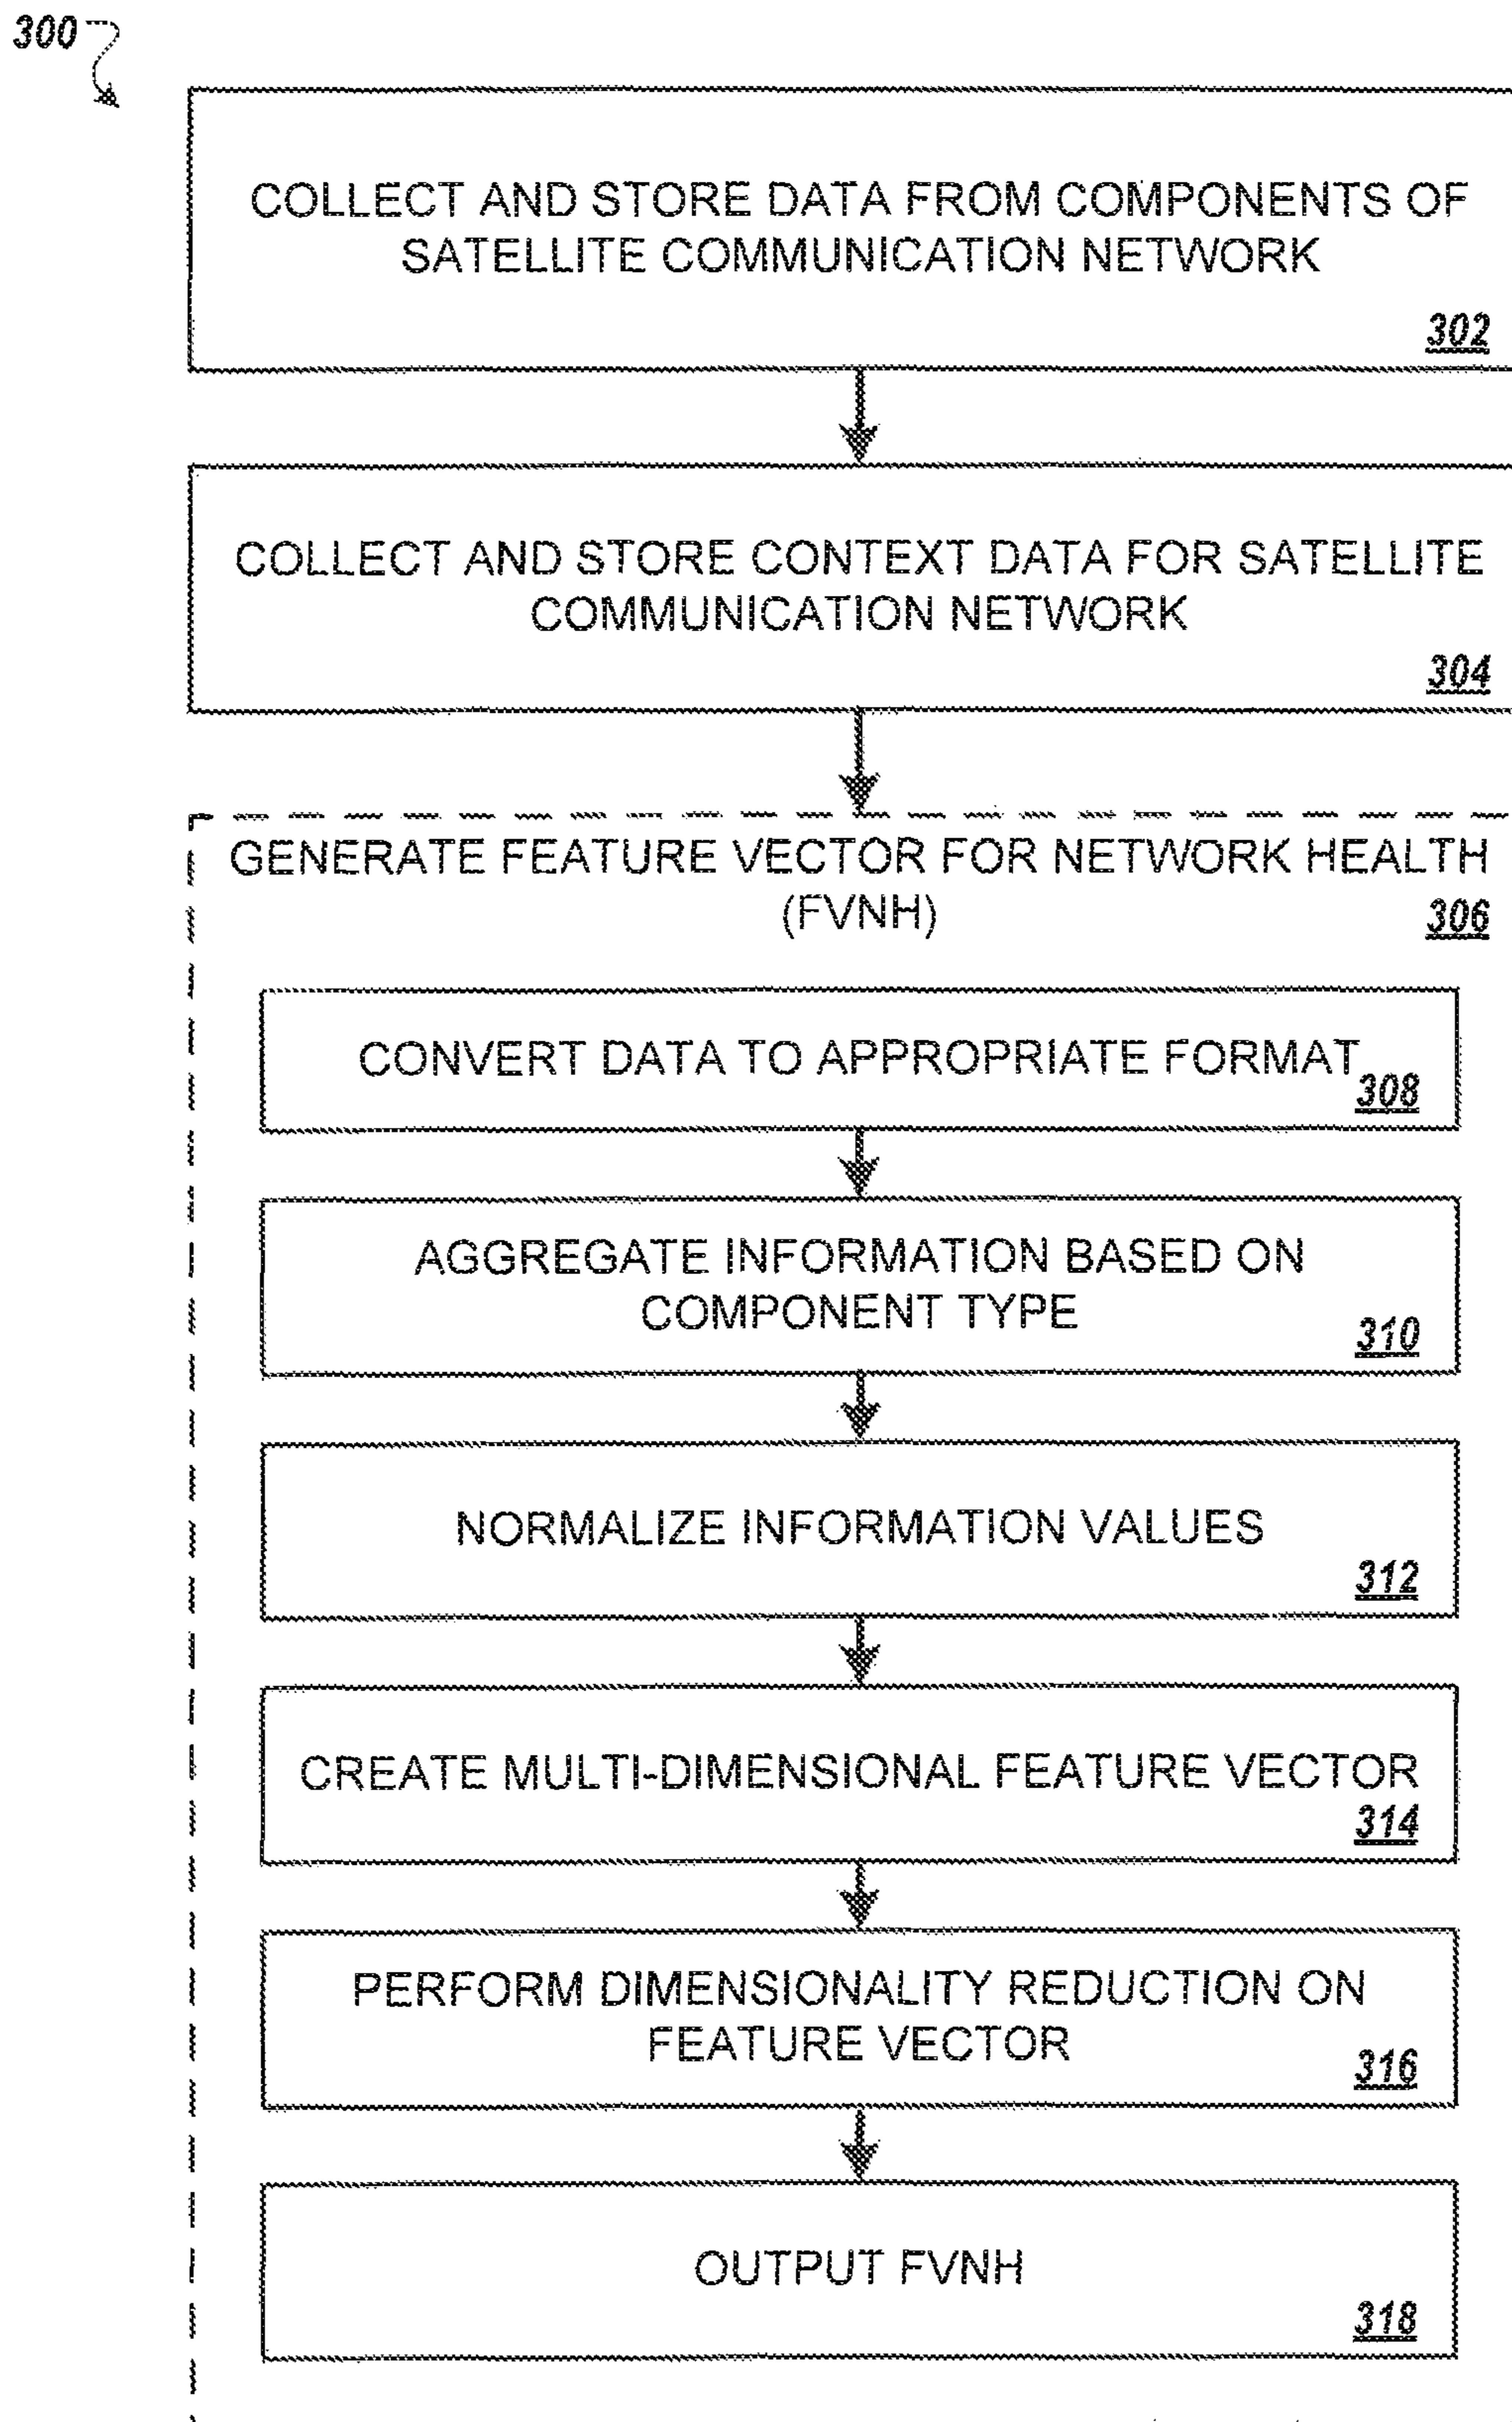 300
COLLECT AND STORE DATA FROM COMPONENTS OF
SATELLITE COMMUNICATION NETWORK
302
COLLECT AND STORE CONTEXT DATA FOR SATELLITE
COMMUNICATION NETWORK
304
GENERATE FEATURE VECTOR FOR NETWORK HEALTH
(FVNH)
306
CONVERT DATA TO APPROPRIATE FORMAT
308
AGGREGATE INFORMATION BASED ON
COMPONENT TYPE
310
NORMALIZE INFORMATION VALUES
312
CREATE MULTI-DIMENSIONAL FEATURE VECTOR
314
PERFORM DIMENSIONALITY REDUCTION ON
FEATURE VECTOR
316
OUTPUT FVNH
318